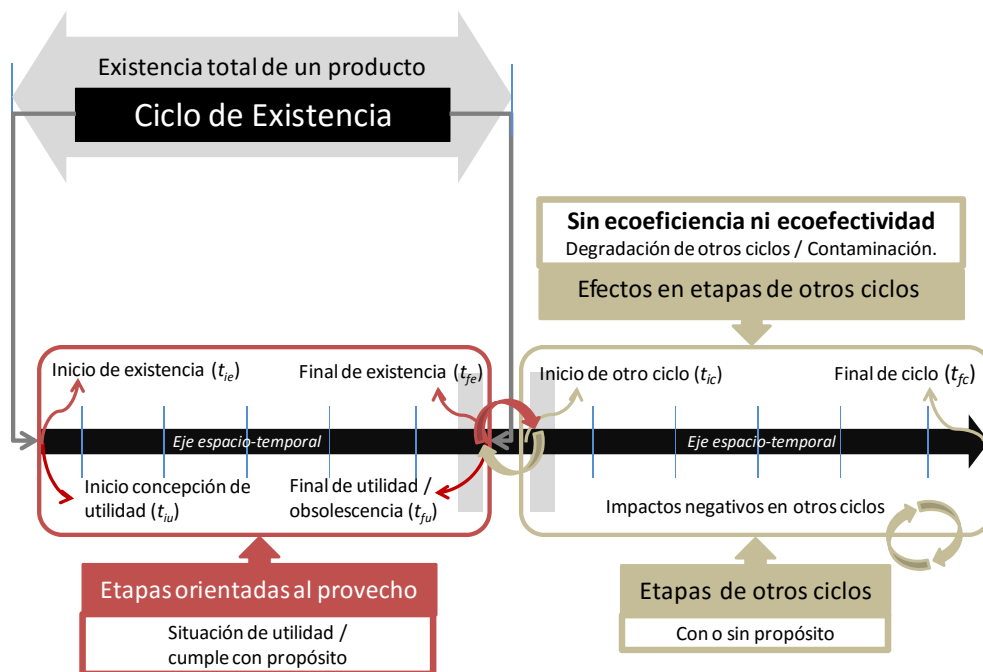 Existencia total de un producto
Ciclo de Existencia
Sin ecoeficiencia ni ecoefectividad
Degradación de otros ciclos / Contaminación.
Efectos en etapas de otros ciclos
Inicio de existencia (tie)
Final de existencia (tfe)
Eje espacio-temporal
Inicio concepción de
utilidad (tiu)
Final de utilidad /
obsolescencia (tfu)
Inicio de otro ciclo (tic)
Final de ciclo (tfc)
Eje espacio-temporal
Impactos negativos en otros ciclos
Etapas orientadas al provecho
Situación de utilidad /
cumple con propósito
Etapas de otros ciclos
Con o sin propósito